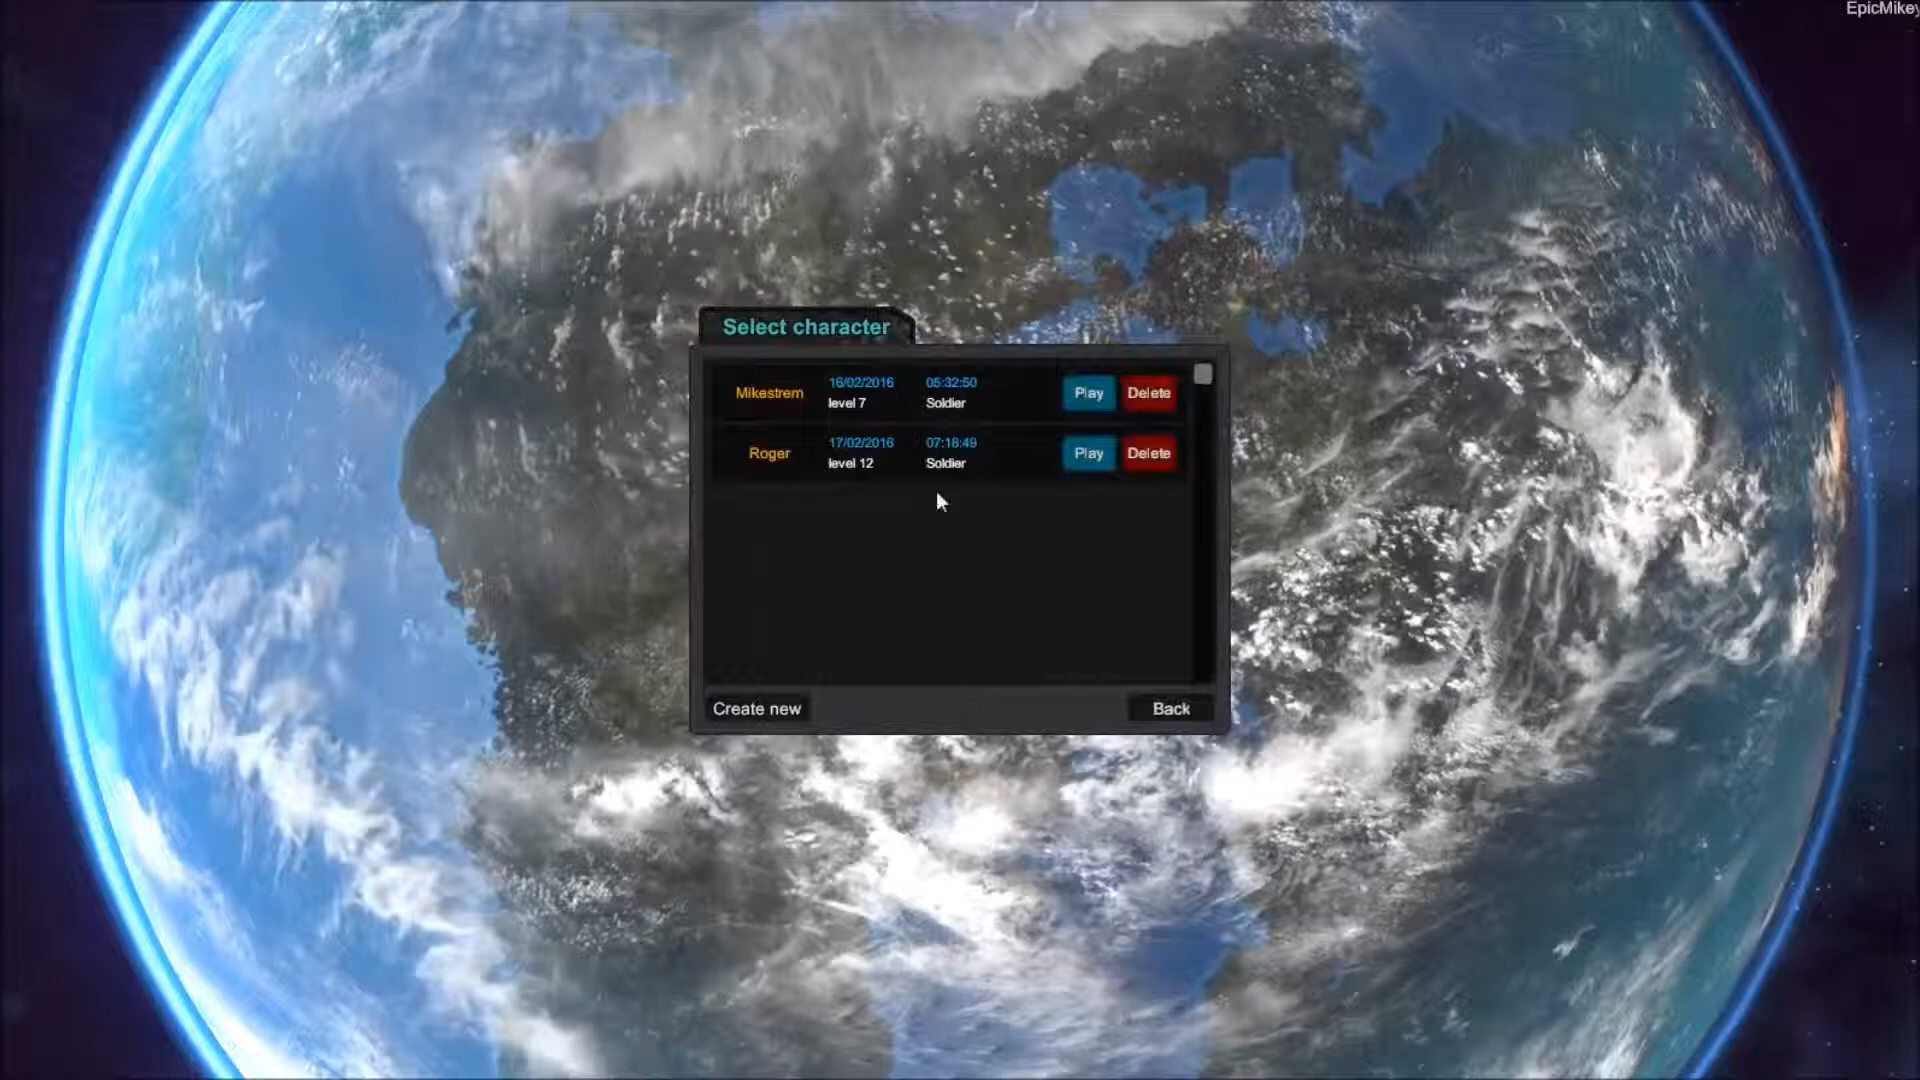 EpicMikey
Select character
Mikestrem 16/02/2016 05:32:50 Play Delete
level 7 Soldier
Roger 17/02/2016 07:18:49 Play Delete
level 12 Soldier
Create new Back